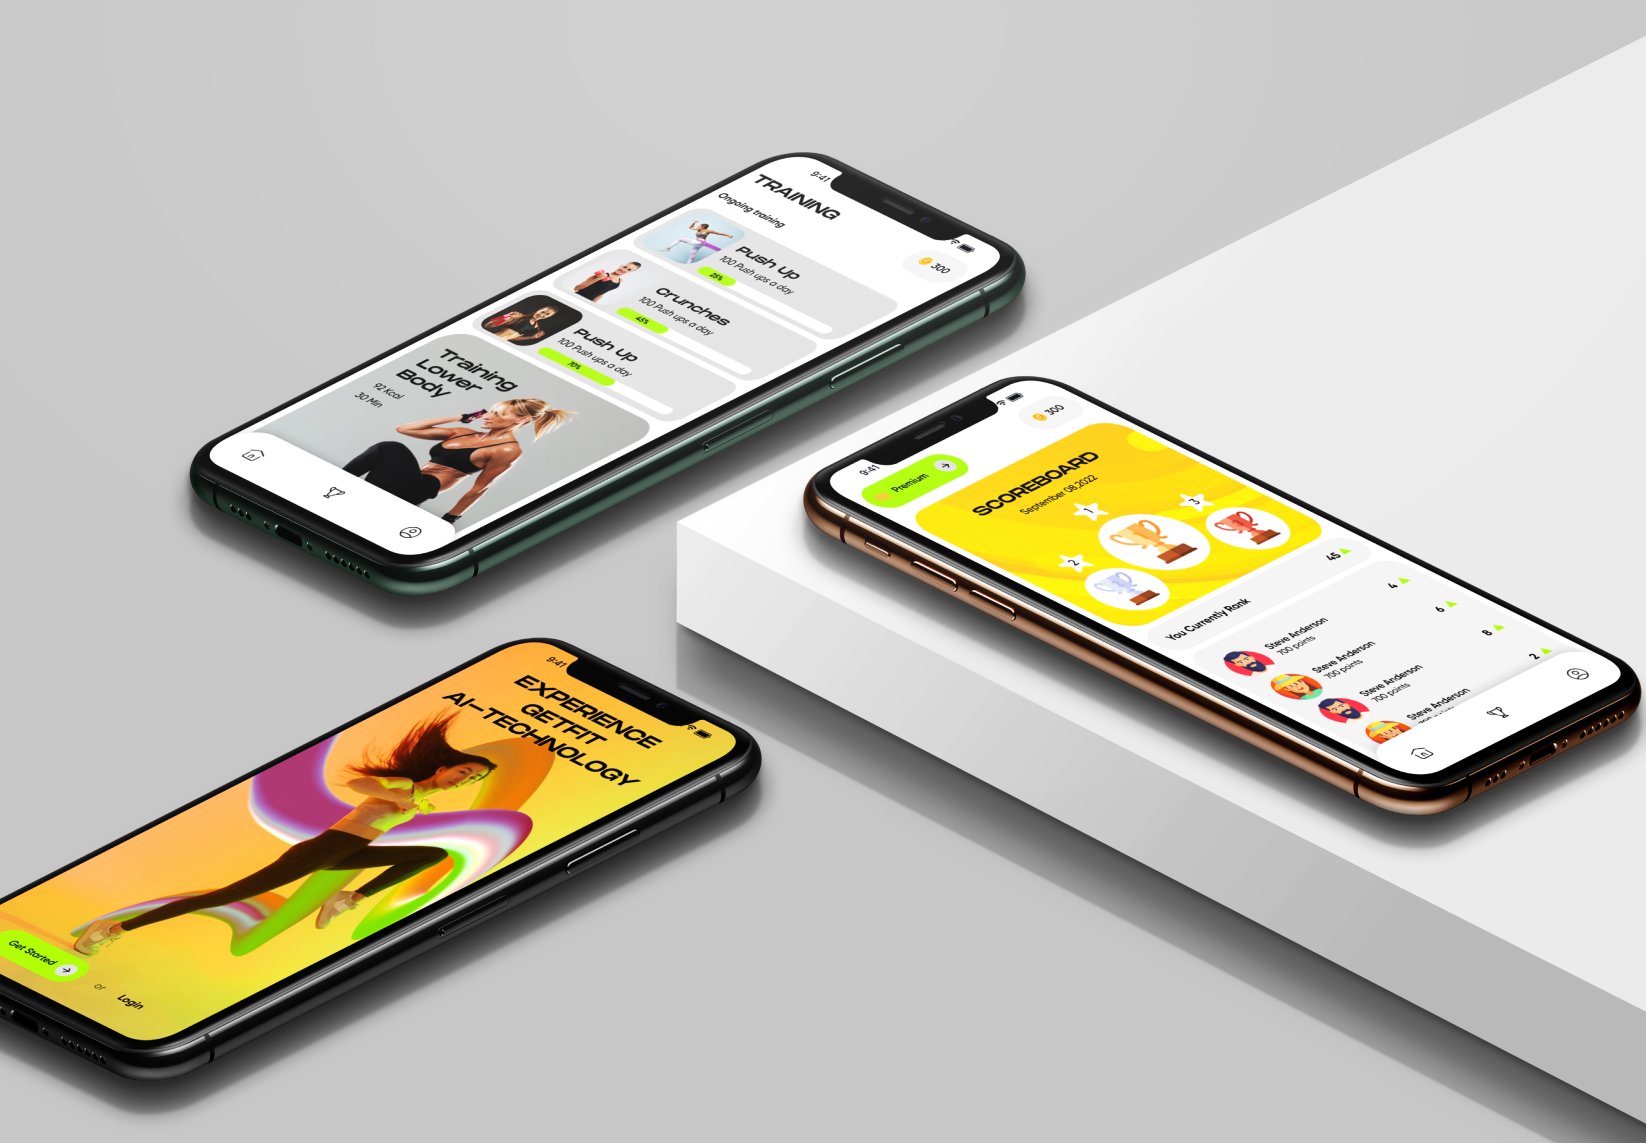 9:41
TRAINING
Ongoing training
300
Push Up
100 Push ups a day
25%
Crunches
100 Push ups a day
45%
Push Up
100 Push ups a day
70%
Training
Lower
Body
92 Kcal
30 Min
9:41
300
Premium
SCOREBOARD
September 08,2022
1
3
2
You Currently Rank
45
Steve Anderson
700 points
4
Steve Anderson
700 points
6
Steve Anderson
700 points
8
Steve Anderson
2
9:41
EXPERIENCE
GETFIT
AI-TECHNOLOGY
Get Started
or
Login